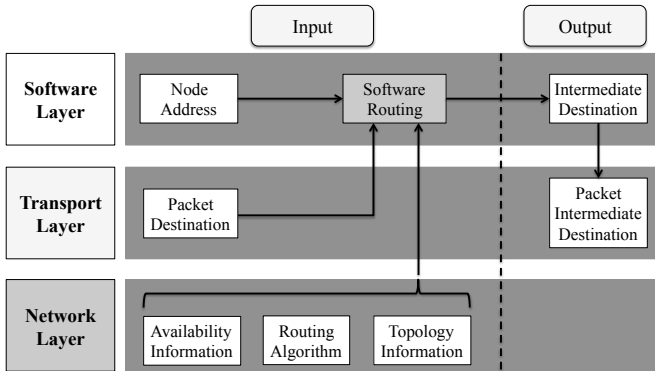 Input
Output
Software
Layer
Node
Address
Software
Routing
Intermediate
Destination
Transport
Layer
Packet
Destination
Packet
Intermediate
Destination
Network
Layer
Availability
Information
Routing
Algorithm
Topology
Information